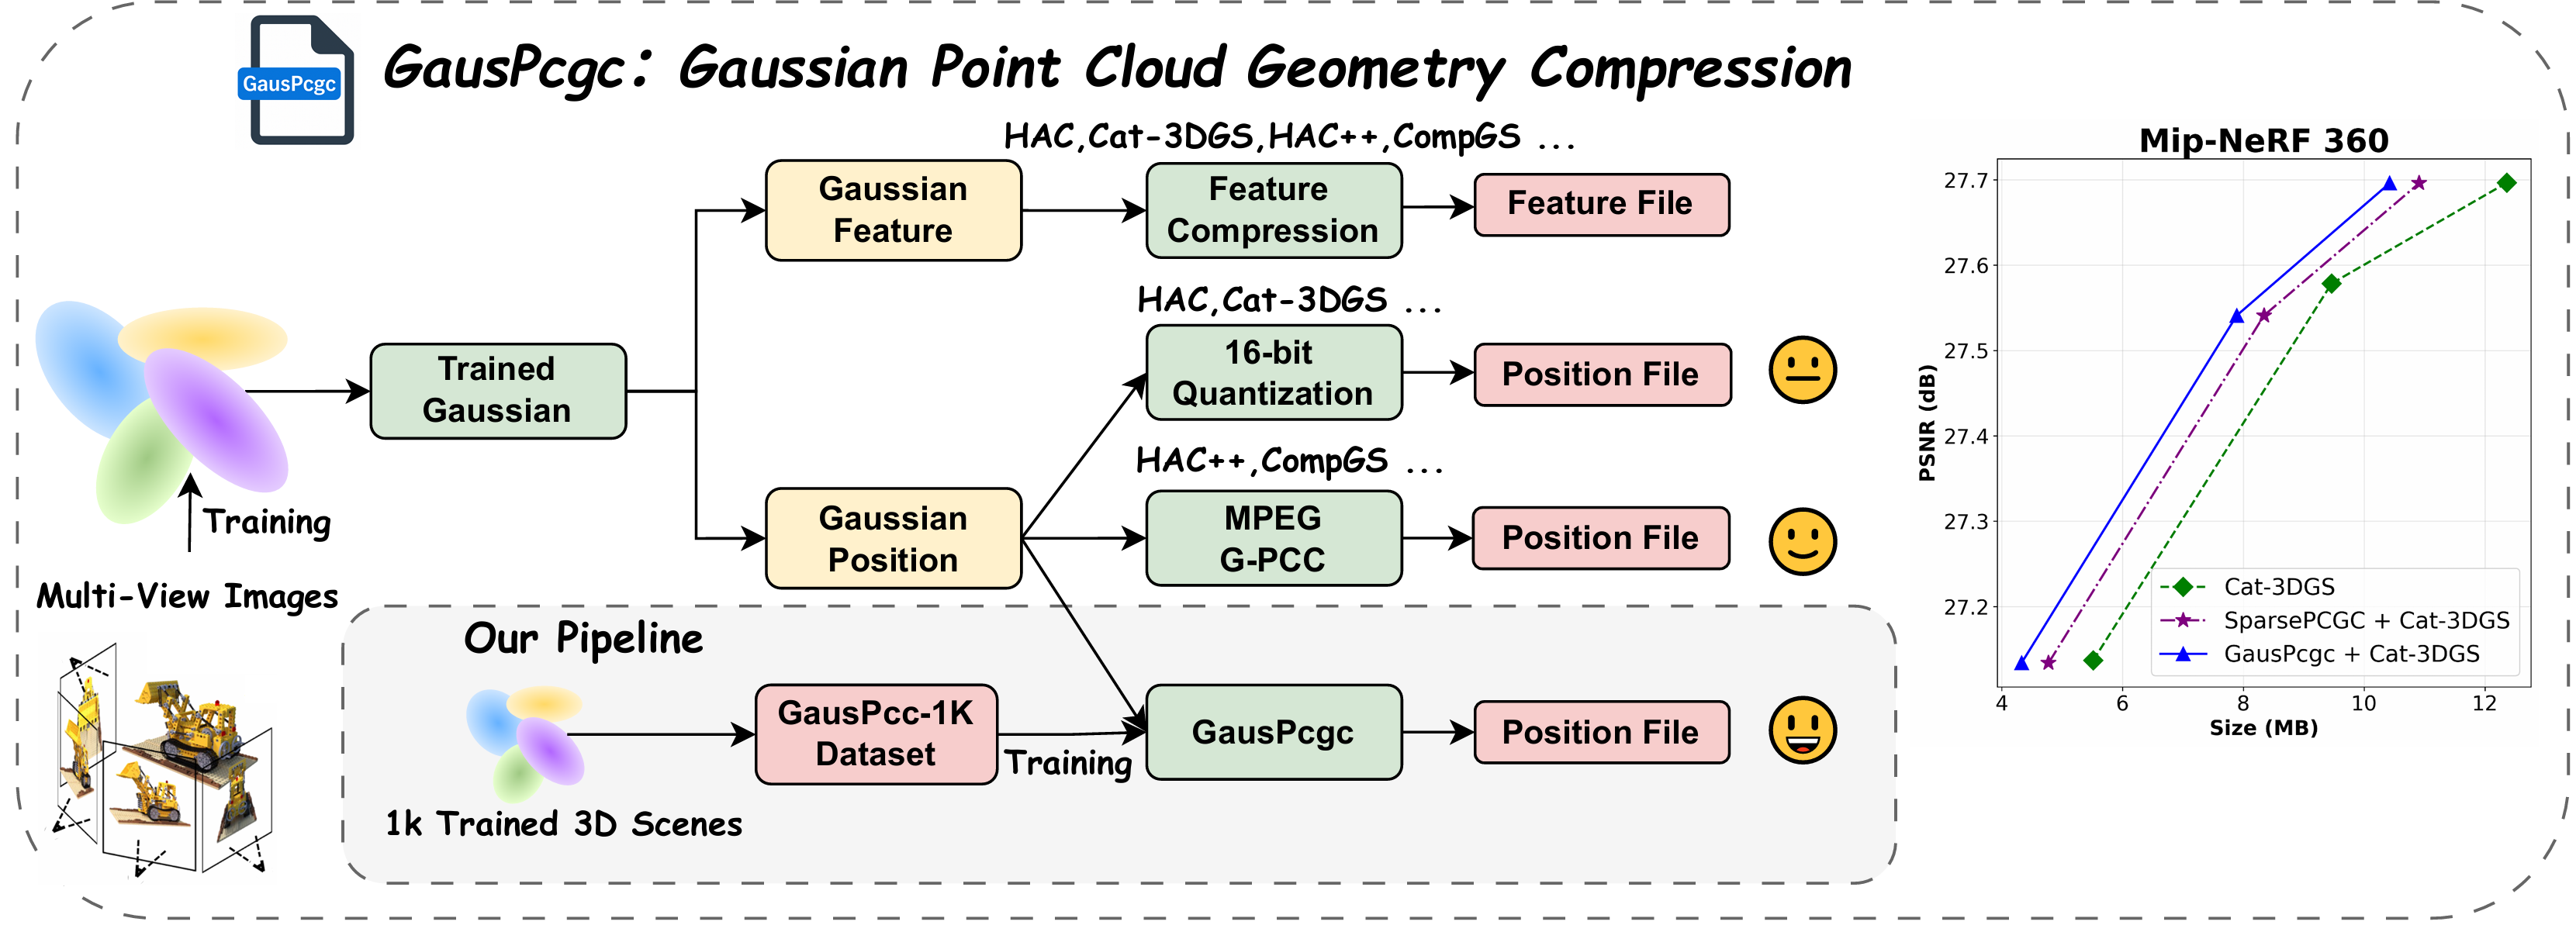 GausPcgc
GausPcgc: Gaussian Point Cloud Geometry Compression
HAC,Cat-3DGS,HAC++,CompGS ...
Gaussian
Feature
Feature
Compression
Feature File
HAC,Cat-3DGS ...
Trained
Gaussian
16-bit
Quantization
Position File
HAC++,CompGS ...
Training
Gaussian
Position
MPEG
G-PCC
Position File
Multi-View Images
Our Pipeline
GausPcc-1K
Dataset
Training
GausPcgc
Position File
1k Trained 3D Scenes
Mip-NeRF 360
27.7
27.6
27.5
27.4
27.3
27.2
PSNR (dB)
Cat-3DGS
SparsePCGC + Cat-3DGS
GausPcgc + Cat-3DGS
4 6 8 10 12
Size (MB)